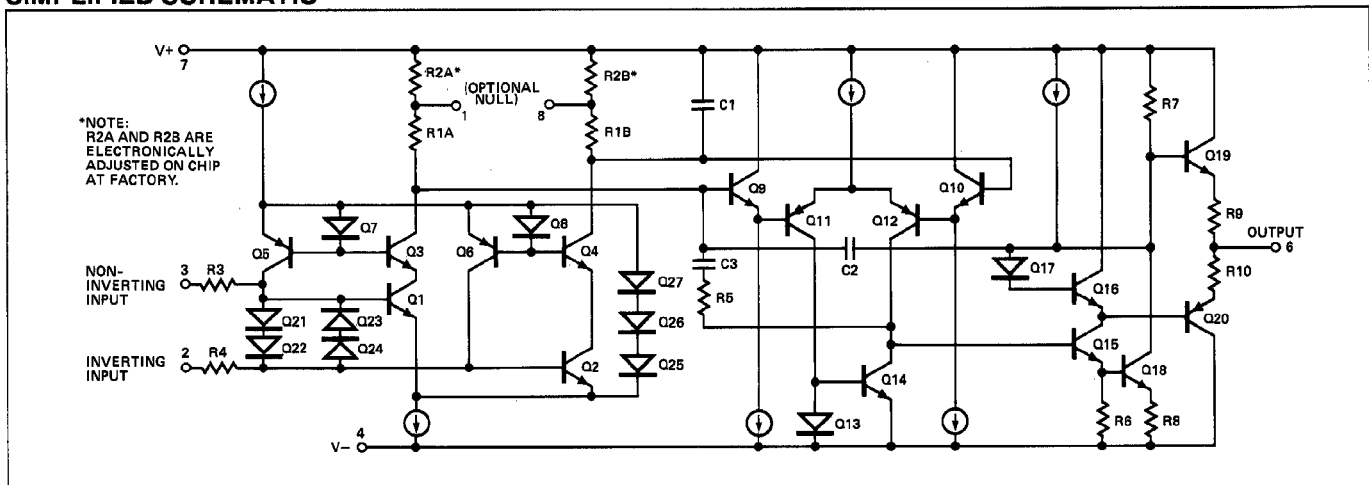 SIMPLIFIED SCHEMATIC
V+
7
R2A*
R2B*
(OPTIONAL
NULL)
1
8
R1A
R1B
C1
R7
*NOTE:
R2A AND R2B ARE
ELECTRONICALLY
ADJUSTED ON CHIP
AT FACTORY.
Q19
Q9
Q10
Q7
Q8
Q11
Q12
Q5
Q3
Q6
Q4
R9
OUTPUT
6
NON-
INVERTING
INPUT
3
R3
C3
C2
Q17
R10
Q27
Q16
Q1
R5
Q20
Q21
Q23
Q26
Q22
Q24
INVERTING
INPUT
2
R4
Q2
Q25
Q15
Q14
Q18
Q13
R6
R8
V-
4